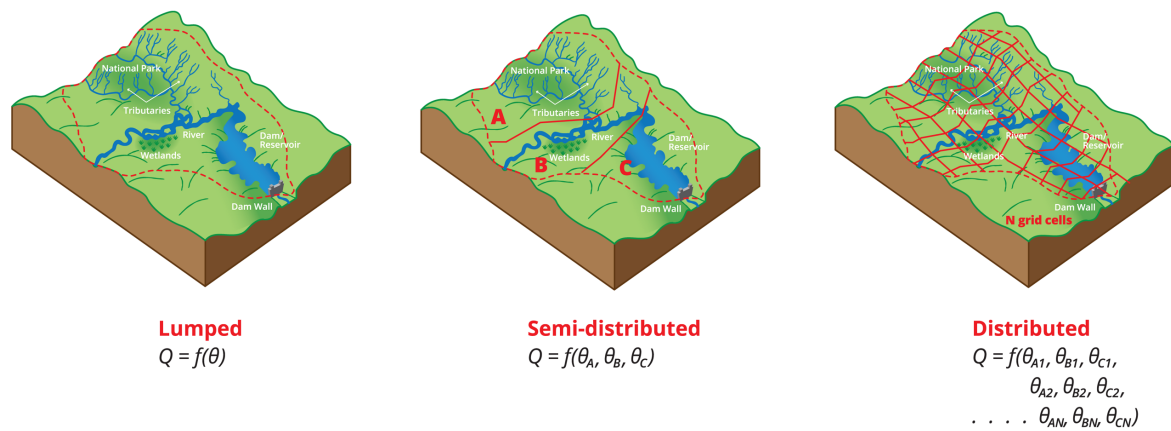 National Park
Tributaries
River
Dam/
Reservoir
Wetlands
Dam Wall
Lumped
Q = f(θ)
National Park
A
Tributaries
River
Dam/
Reservoir
Wetlands
B
C
Dam Wall
Semi-distributed
Q = f(θA, θB, θC)
National Park
Tributaries
River
Dam/
Reservoir
Wetlands
Dam Wall
N grid cells
Distributed
Q = f(θA1, θB1, θC1,
θA2, θB2, θC2,
. . . . θAN, θBN, θCN)